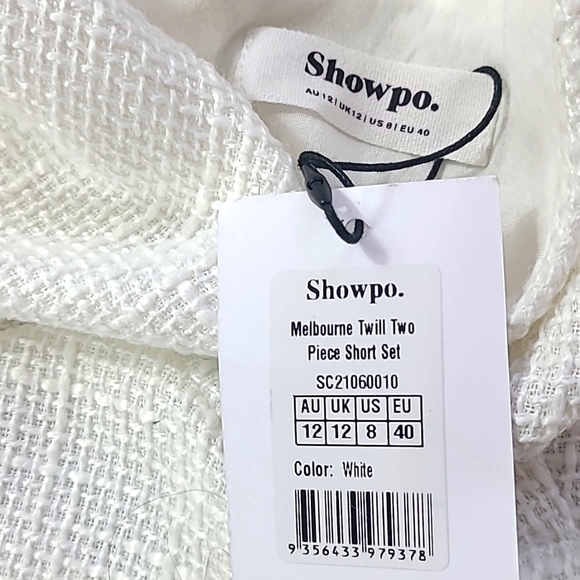 Showpo.
AU 12 | UK 12 | US 8 | EU 40
Showpo.
Melbourne Twill Two
Piece Short Set
SC21060010
AU UK US EU
12 12 8 40
Color: White
9 356433 979378